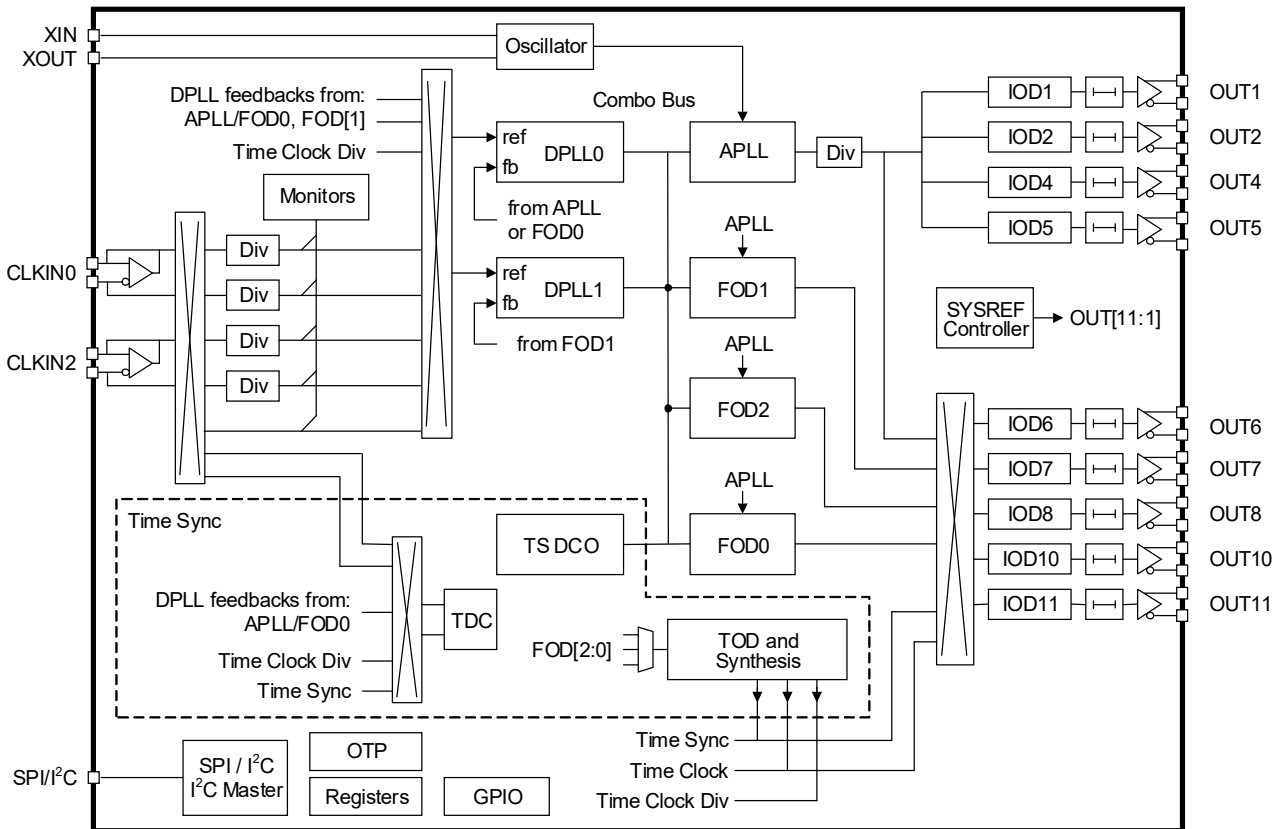 XIN
XOUT
Oscillator
DPLL feedbacks from:
APLL/FOD0, FOD[1]
Time Clock Div
Combo Bus
ref
fb
DPLL0
APLL
Div
IOD1
OUT1
IOD2
OUT2
IOD4
OUT4
IOD5
OUT5
Monitors
from APLL
or FOD0
APLL
CLKIN0
Div
Div
Div
Div
CLKIN2
ref
fb
DPLL1
FOD1
from FOD1
SYSREF
Controller
OUT[11:1]
APLL
FOD2
APLL
FOD0
IOD6
OUT6
IOD7
OUT7
IOD8
OUT8
IOD10
OUT10
IOD11
OUT11
Time Sync
TSDCO
DPLL feedbacks from:
APLL/FOD0
Time Clock Div
Time Sync
TDC
FOD[2:0]
TOD and
Synthesis
Time Sync
Time Clock
Time Clock Div
SPI/I²C
SPI / I²C
I²C Master
OTP
Registers
GPIO